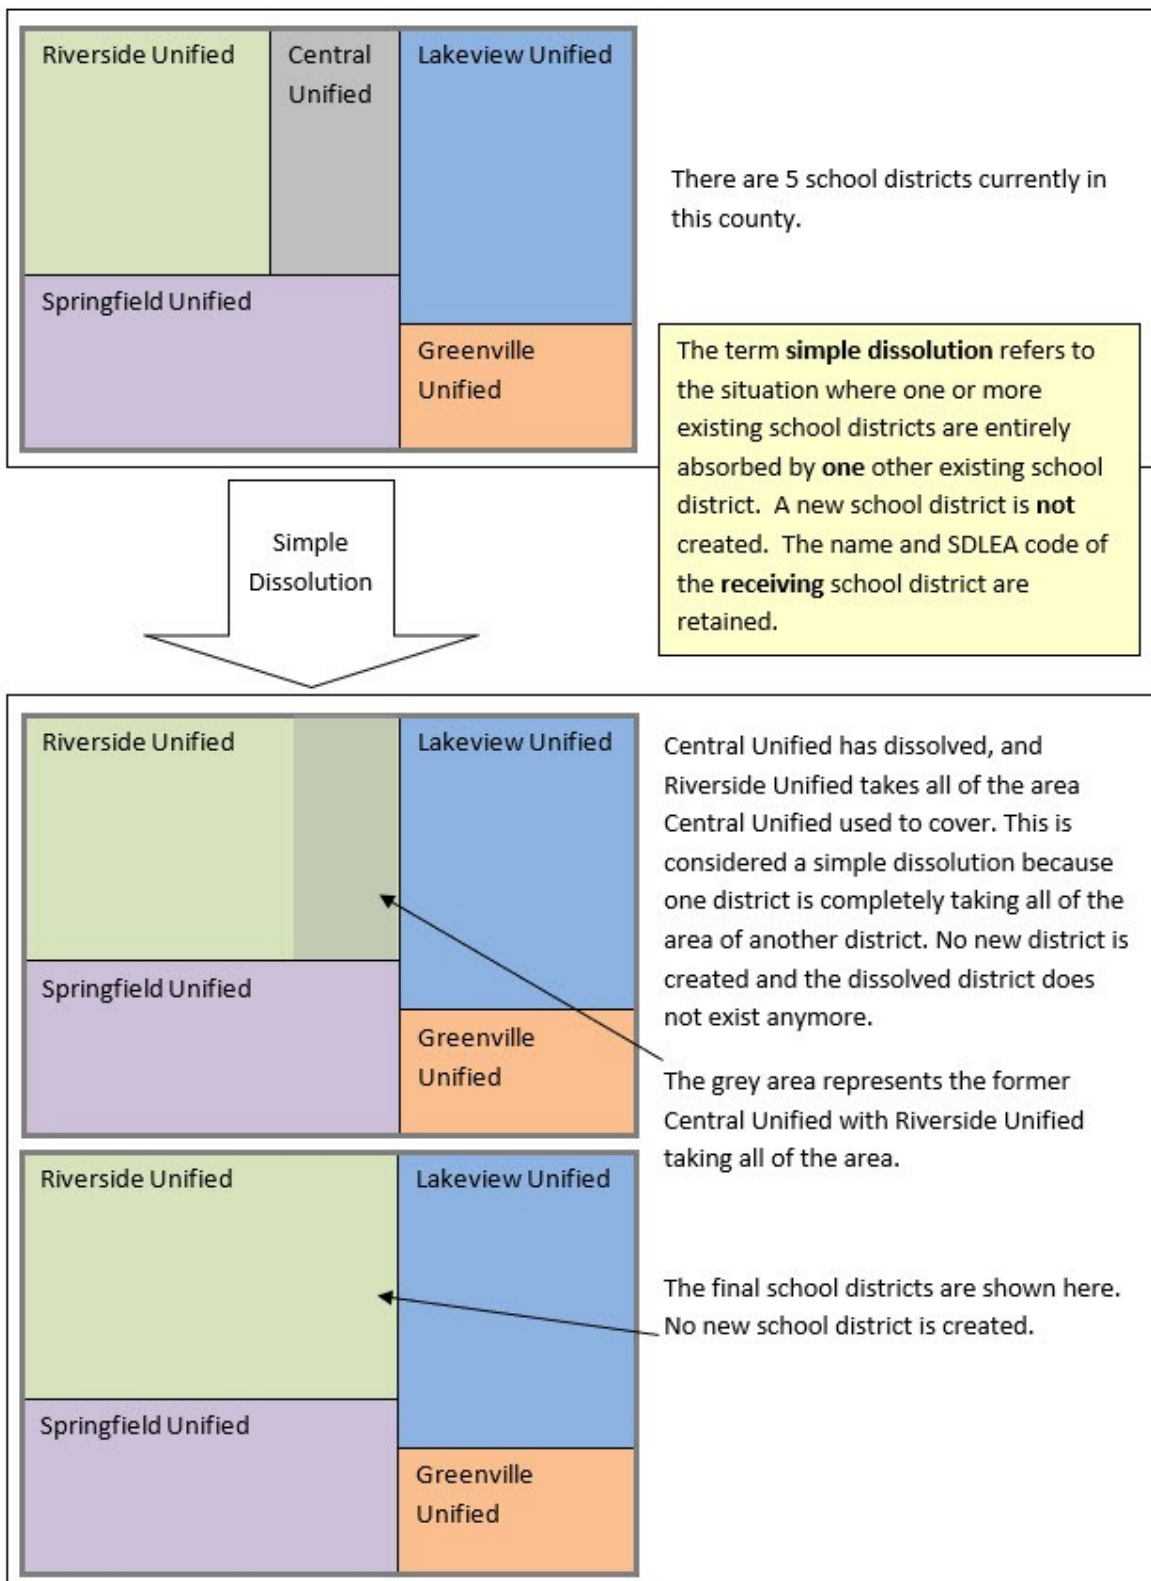 Riverside Unified
Central
Unified
Lakeview Unified
Springfield Unified
Greenville
Unified
There are 5 school districts currently in
this county.
The term simple dissolution refers to
the situation where one or more
existing school districts are entirely
absorbed by one other existing school
district.  A new school district is not
created.  The name and SDLEA code of
the receiving school district are
retained.
Simple
Dissolution
Riverside Unified
Lakeview Unified
Springfield Unified
Greenville
Unified
Central Unified has dissolved, and
Riverside Unified takes all of the area
Central Unified used to cover. This is
considered a simple dissolution because
one district is completely taking all of the
area of another district. No new district is
created and the dissolved district does
not exist anymore.
The grey area represents the former
Central Unified with Riverside Unified
taking all of the area.
Riverside Unified
Lakeview Unified
Springfield Unified
Greenville
Unified
The final school districts are shown here.
No new school district is created.